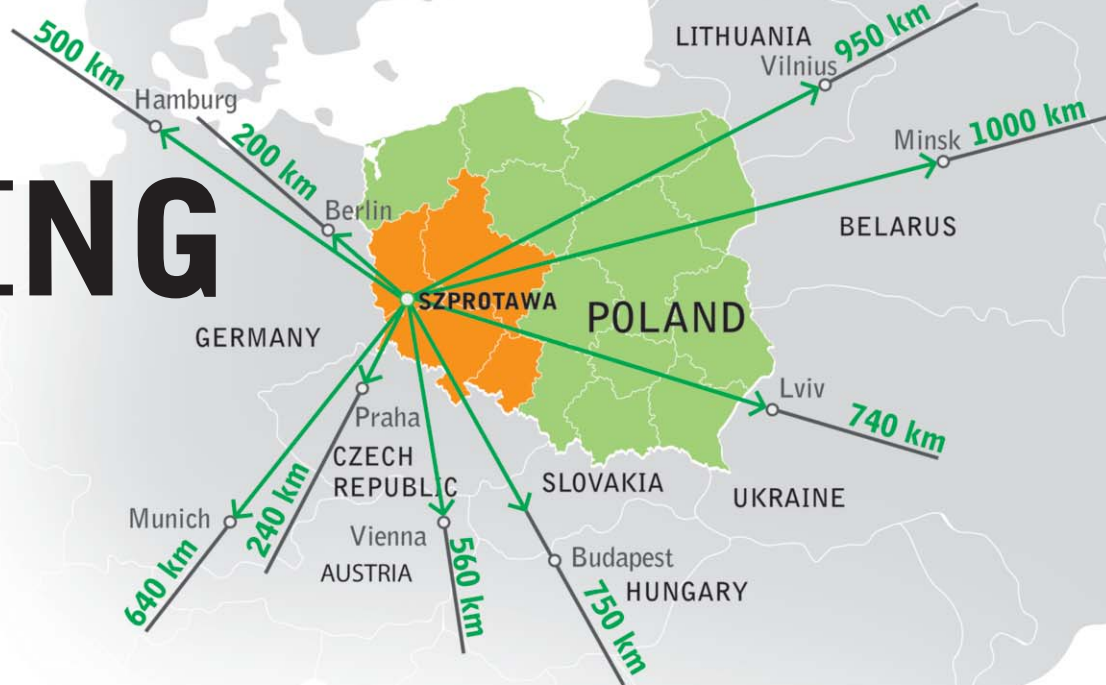 500 km
Hamburg
200 km
Berlin
LITHUANIA
Vilnius
950 km
Minsk
1000 km
BELARUS
ING
SZPROTAWA
POLAND
GERMANY
Praha
240 km
CZECH
REPUBLIC
Lviv
740 km
SLOVAKIA
UKRAINE
Munich
640 km
Vienna
560 km
AUSTRIA
Budapest
750 km
HUNGARY